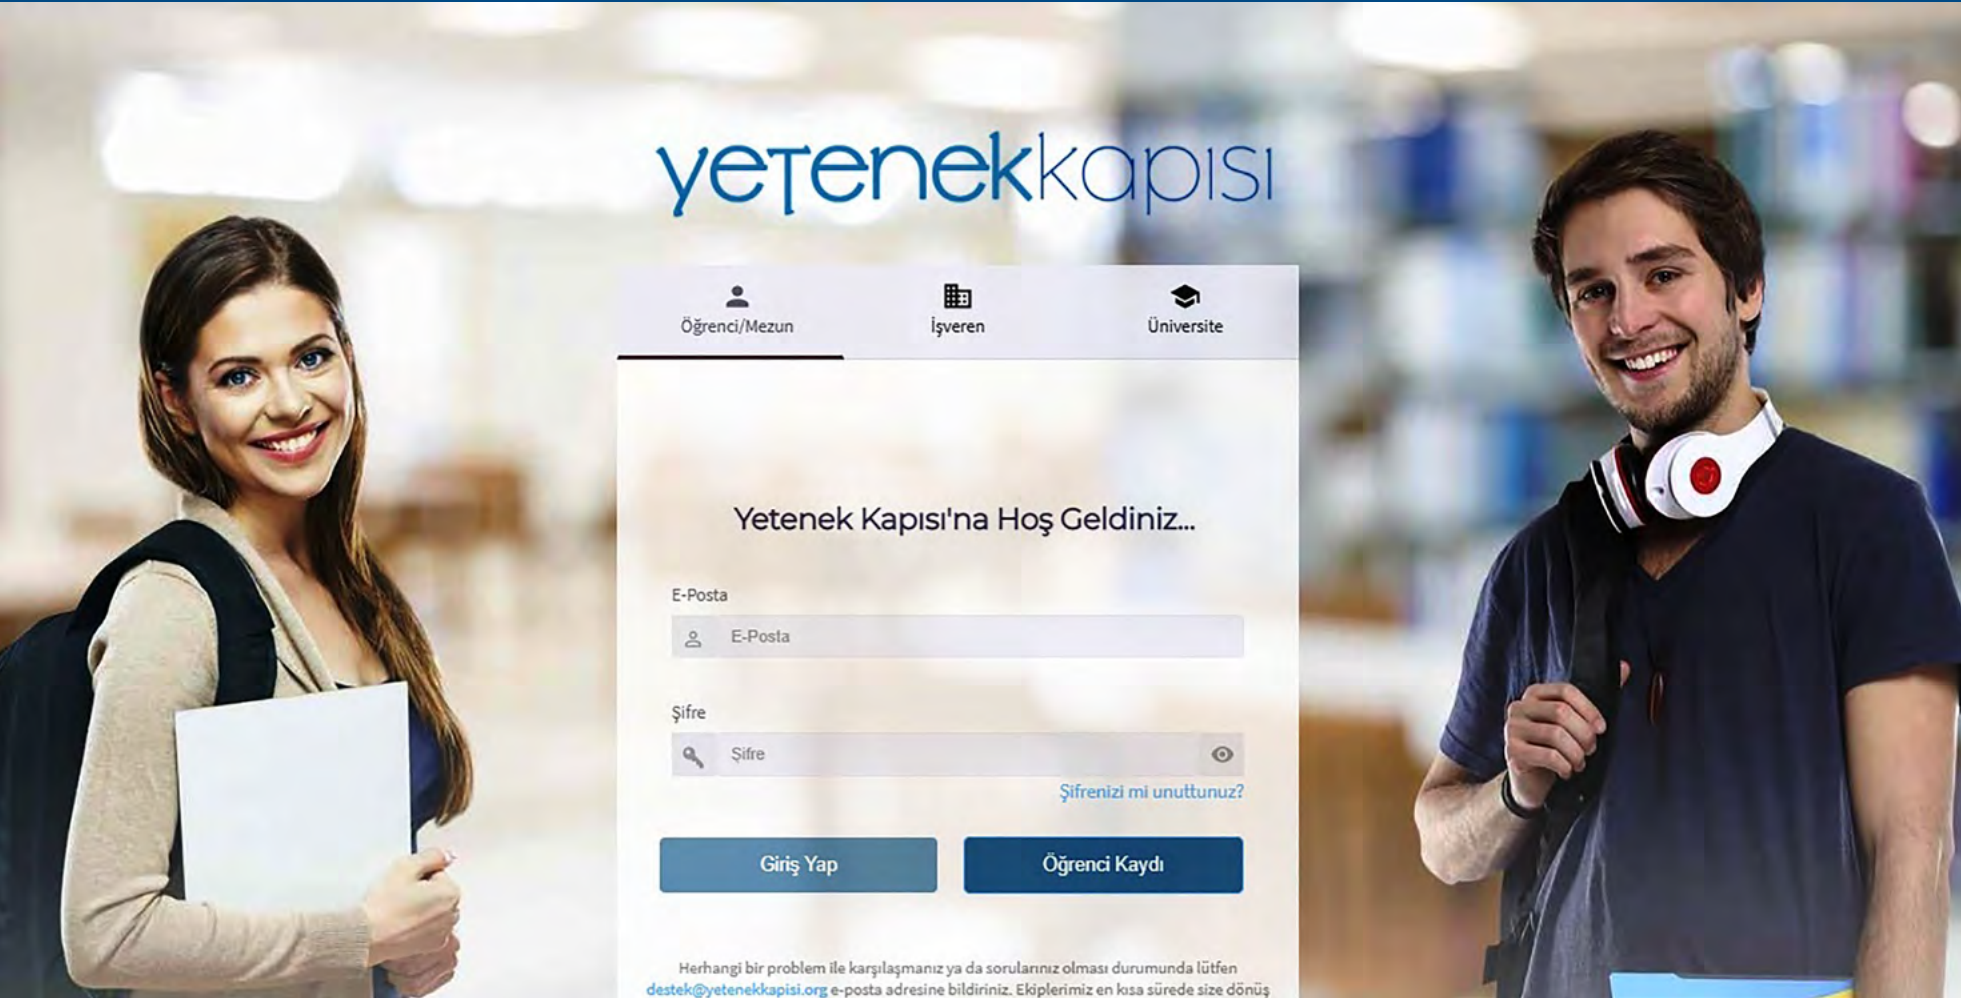 yetenekkapısı
Öğrenci/Mezun
İşveren
Üniversite
Yetenek Kapısı'na Hoş Geldiniz...
E-Posta
E-Posta
Şifre
Şifre
Şifrenizi mi unuttunuz?
Giriş Yap
Öğrenci Kaydı
Herhangi bir problem ile karşılaşmanız ya da sorularınız olması durumunda lütfen
destek@yetenekkapisi.org e-posta adresine bildiriniz. Ekiplerimiz en kısa sürede size dönüş